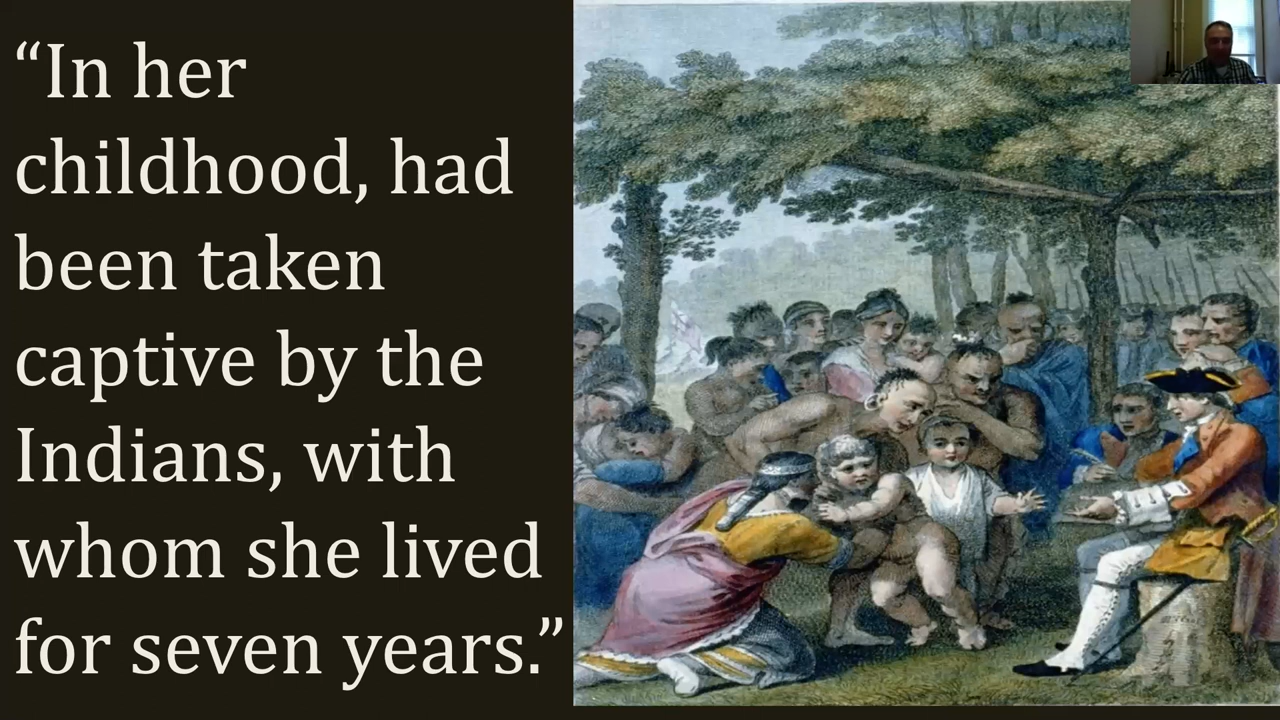 “In her
childhood, had
been taken
captive by the
Indians, with
whom she lived
for seven years.”